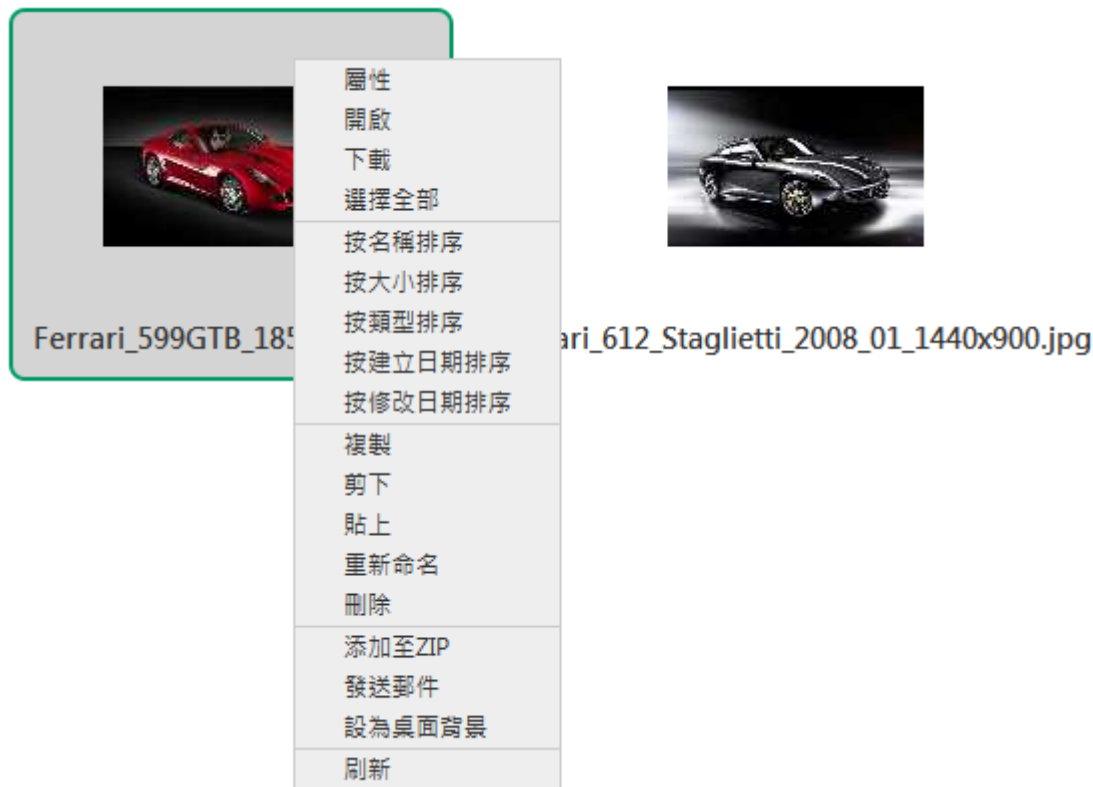 屬性
開啟
下載
選擇全部
按名稱排序
按大小排序
按類型排序
按建立日期排序
按修改日期排序
複製
剪下
貼上
重新命名
刪除
添加至ZIP
發送郵件
設為桌面背景
刷新
Ferrari_599GTB_185
ari_612_Staglietti_2008_01_1440x900.jpg